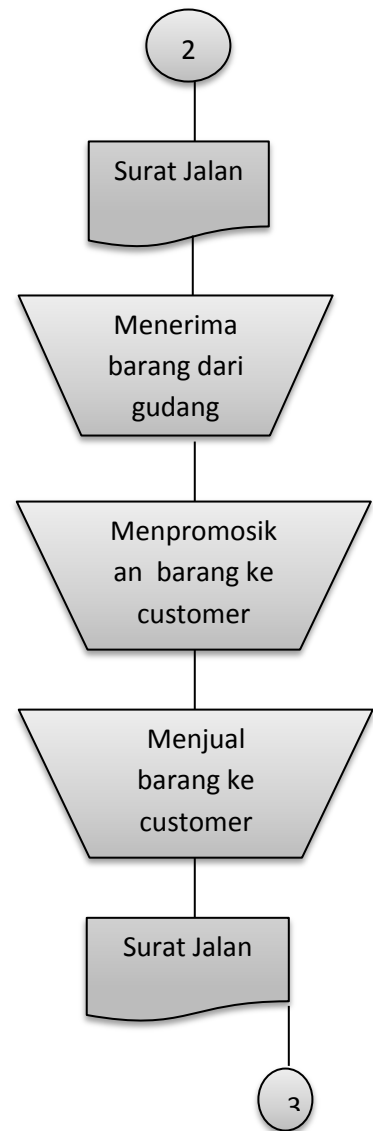 2
Surat Jalan
Menerima
barang dari
gudang
Menpromosik
an barang ke
customer
Menjual
barang ke
customer
Surat Jalan
3